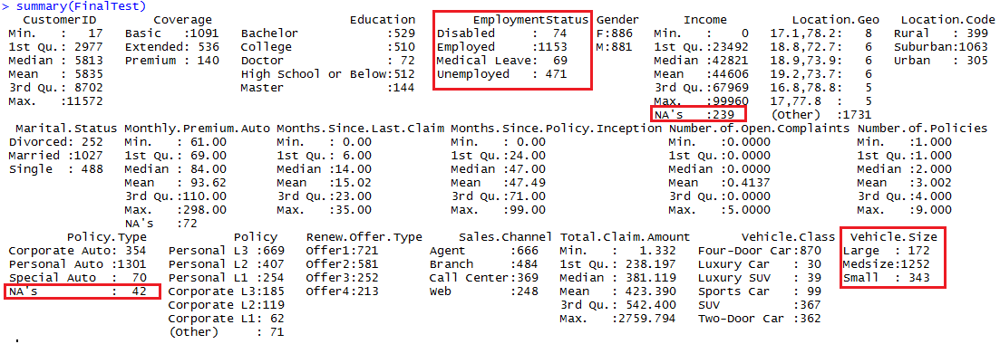 > summary(FinalTest)
CustomerID Coverage Education EmploymentStatus Gender Income Location.Geo Location.Code
Min. : 17 Basic :1091 Bachelor :529 Disabled : 74 F:886 Min. : 0 17.1,78.2: 8 Rural : 399
1st Qu.: 2977 Extended: 536 College :510 Employed :1153 M:881 1st Qu.:23492 18.8,72.7: 6 Suburban:1063
Median : 5813 Premium : 140 Doctor : 72 Medical Leave: 69 Median :42821 18.9,73.9: 6 Urban : 305
Mean : 5835 High School or Below:512 Unemployed : 471 Mean :44606 19.2,73.7: 6
3rd Qu.: 8702 Master :144 3rd Qu.:67969 16.8,78.8: 5
Max. :11572 Max. :99960 17,77.8 : 5
NA's :239 (Other) :1731
Marital.Status Monthly.Premium.Auto Months.Since.Last.Claim Months.Since.Policy.Inception Number.of.Open.Complaints Number.of.Policies
Divorced: 252 Min. : 61.00 Min. : 0.00 Min. : 0.00 Min. :0.0000 Min. :1.000
Married :1027 1st Qu.: 69.00 1st Qu.: 6.00 1st Qu.:24.00 1st Qu.:0.0000 1st Qu.:1.000
Single : 488 Median : 84.00 Median :14.00 Median :47.00 Median :0.0000 Median :2.000
Mean : 93.62 Mean :15.02 Mean :47.49 Mean :0.4137 Mean :3.002
3rd Qu.:110.00 3rd Qu.:23.00 3rd Qu.:71.00 3rd Qu.:0.0000 3rd Qu.:4.000
Max. :298.00 Max. :35.00 Max. :99.00 Max. :5.0000 Max. :9.000
NA's :72
Policy.Type Policy Renew.Offer.Type Sales.Channel Total.Claim.Amount Vehicle.Class Vehicle.Size
Corporate Auto: 354 Personal L3 :669 Offer1:721 Agent :666 Min. : 1.332 Four-Door Car:870 Large : 172
Personal Auto :1301 Personal L2 :407 Offer2:581 Branch :484 1st Qu.: 238.197 Luxury Car : 30 Medsize:1252
Special Auto : 70 Personal L1 :254 Offer3:252 Call Center:369 Median : 381.119 Luxury SUV : 39 Small : 343
NA's : 42 Corporate L3:185 Offer4:213 Web :248 Mean : 423.390 Sports Car : 99
Corporate L2:119 3rd Qu.: 542.400 SUV :367
Corporate L1: 62 Max. :2759.794 Two-Door Car :362
(Other) : 71